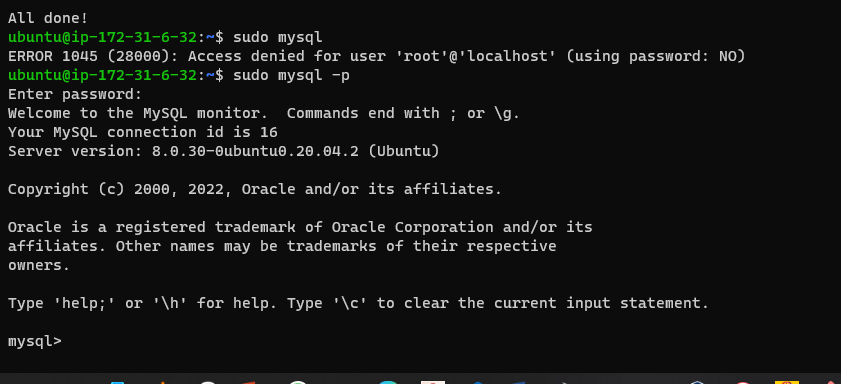 All done!
ubuntu@ip-172-31-6-32:~$ sudo mysql
ERROR 1045 (28000): Access denied for user 'root'@'localhost' (using password: NO)
ubuntu@ip-172-31-6-32:~$ sudo mysql -p
Enter password:
Welcome to the MySQL monitor.  Commands end with ; or \g.
Your MySQL connection id is 16
Server version: 8.0.30-0ubuntu0.20.04.2 (Ubuntu)
Copyright (c) 2000, 2022, Oracle and/or its affiliates.
Oracle is a registered trademark of Oracle Corporation and/or its
affiliates. Other names may be trademarks of their respective
owners.
Type 'help;' or '\h' for help. Type '\c' to clear the current input statement.
mysql>